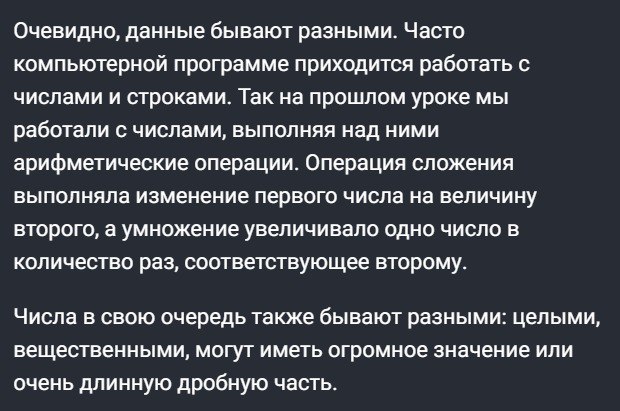 Очевидно, данные бывают разными. Часто
компьютерной программе приходится работать с
числами и строками. Так на прошлом уроке мы
работали с числами, выполняя над ними
арифметические операции. Операция сложения
выполняла изменение первого числа на величину
второго, а умножение увеличивало одно число в
количество раз, соответствующее второму.
Числа в свою очередь также бывают разными: целыми,
вещественными, могут иметь огромное значение или
очень длинную дробную часть.